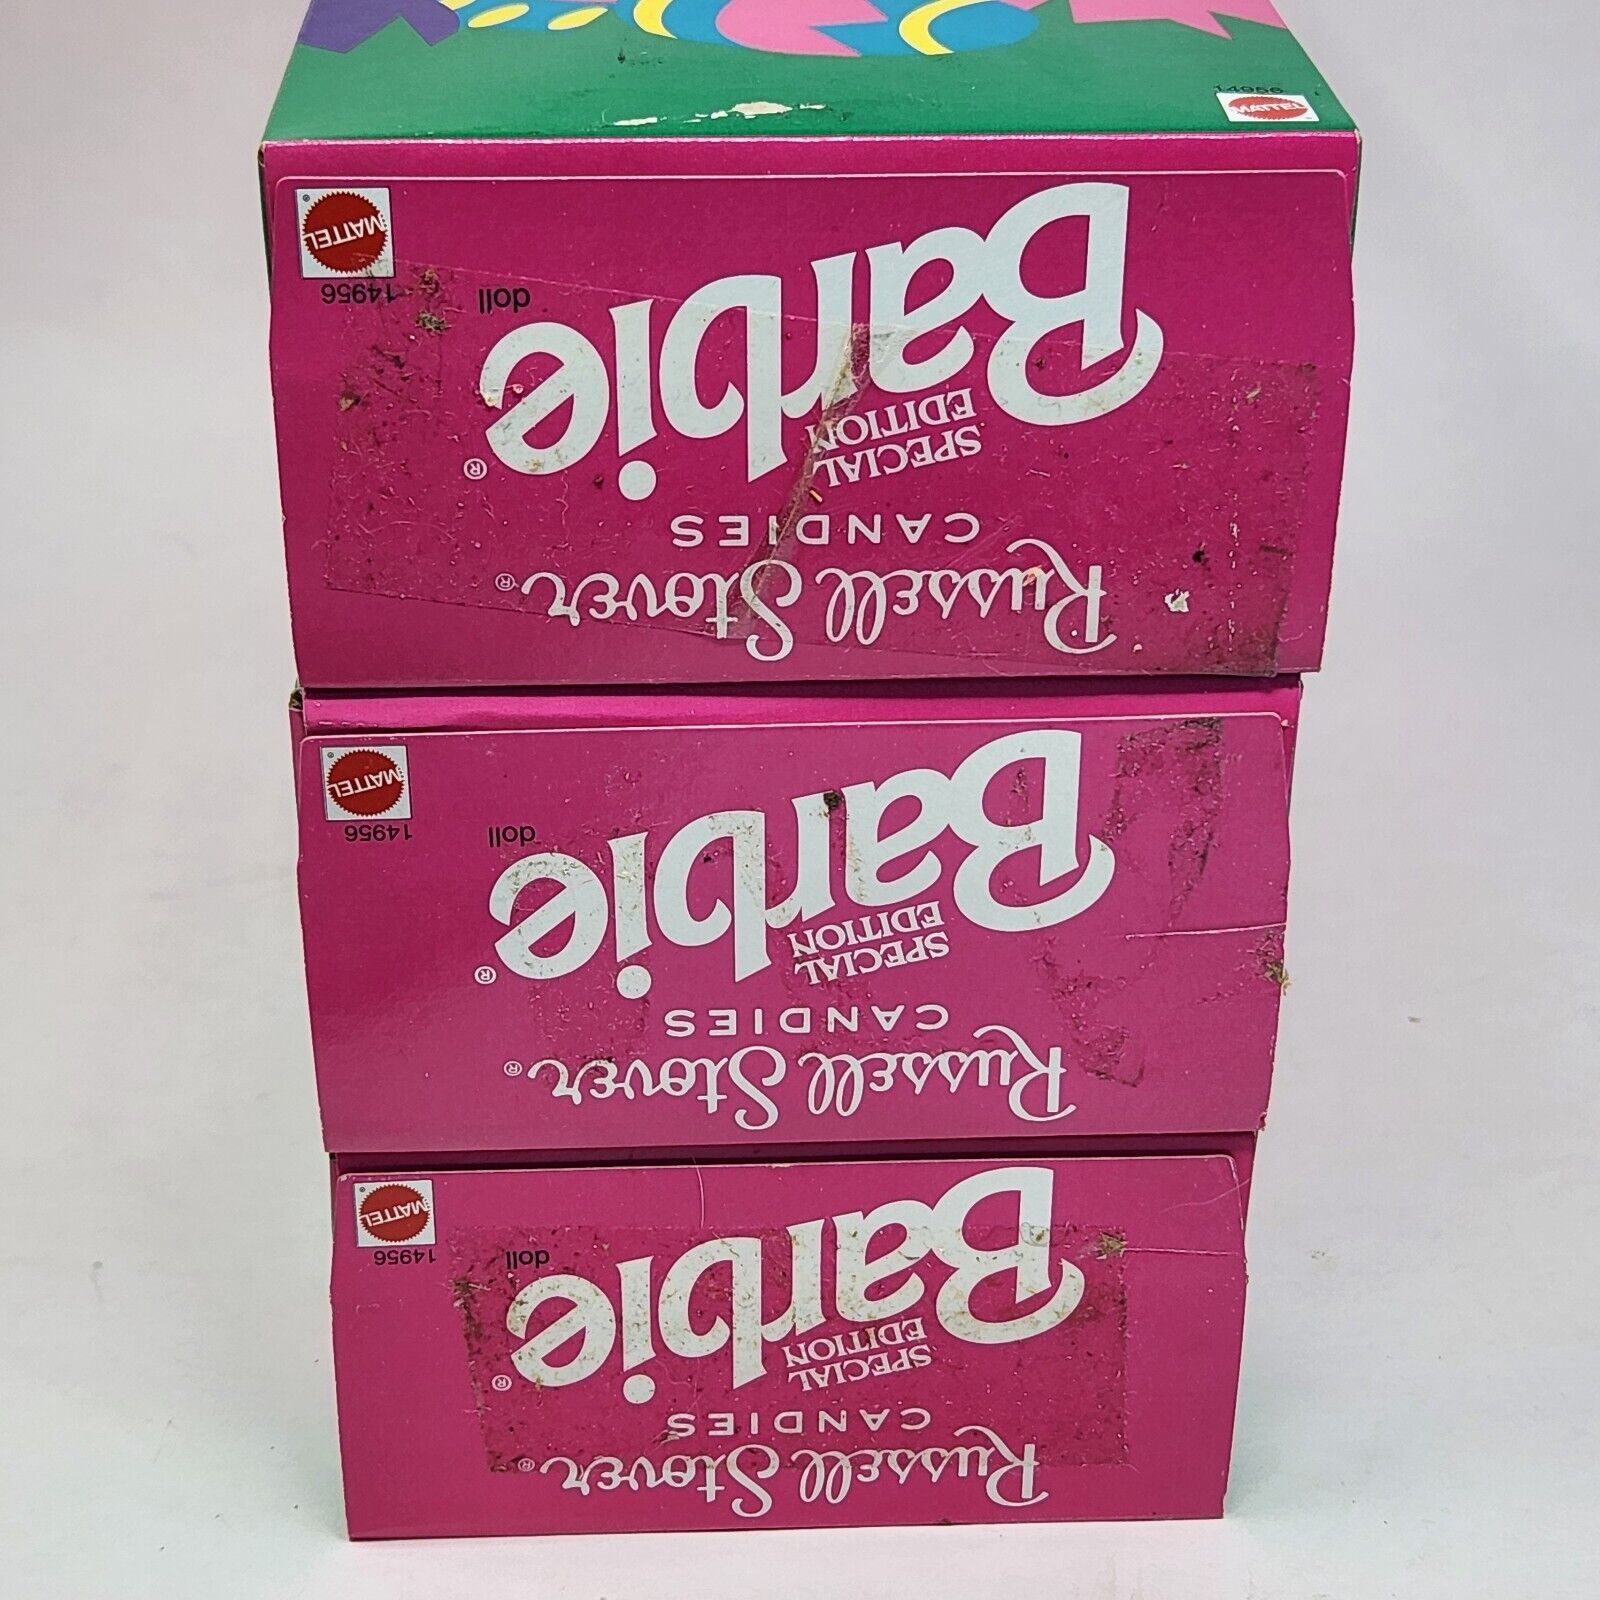 14956
MATTEL
Russell Stover®
CANDIES
SPECIAL
EDITION
Barbie®
doll
14956
MATTEL®
Russell Stover®
CANDIES
SPECIAL
EDITION
Barbie®
doll
14956
MATTEL®
Russell Stover®
CANDIES
SPECIAL
EDITION
Barbie®
doll
14956
MATTEL®